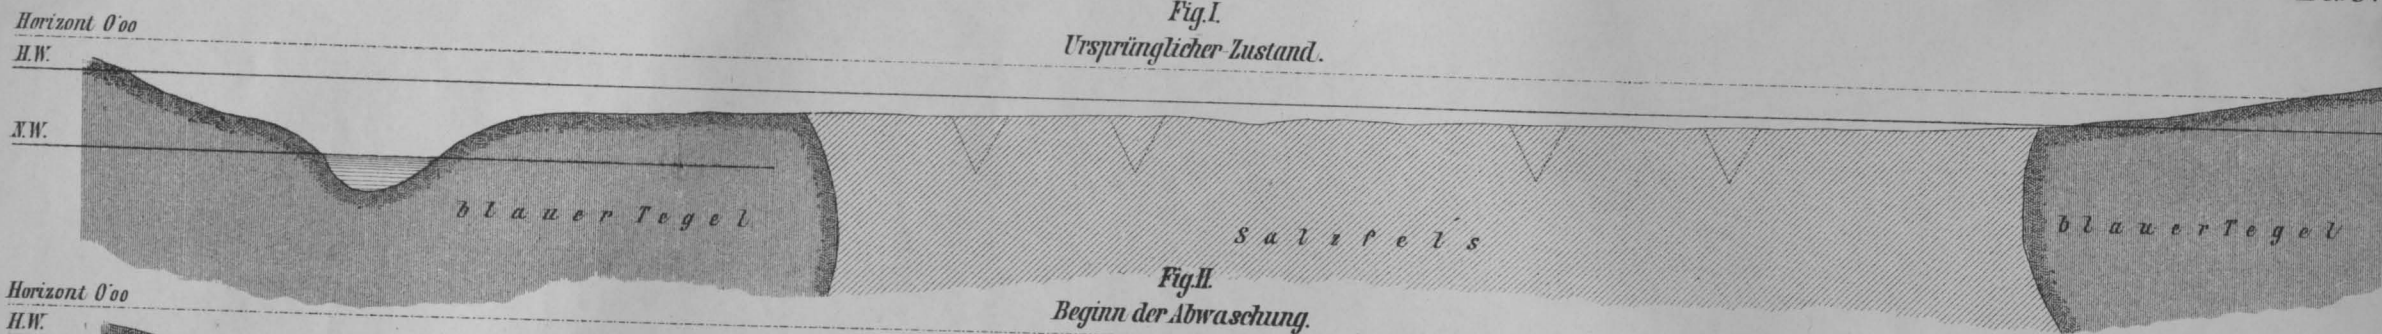 Fig.I.
Horizont 0·00
Ursprünglicher Zustand.
H.W.
N.W.
blauer Tegel
Salzfels
blauer Tegel
Fig.II.
Horizont 0·00
Beginn der Abwaschung.
H.W.